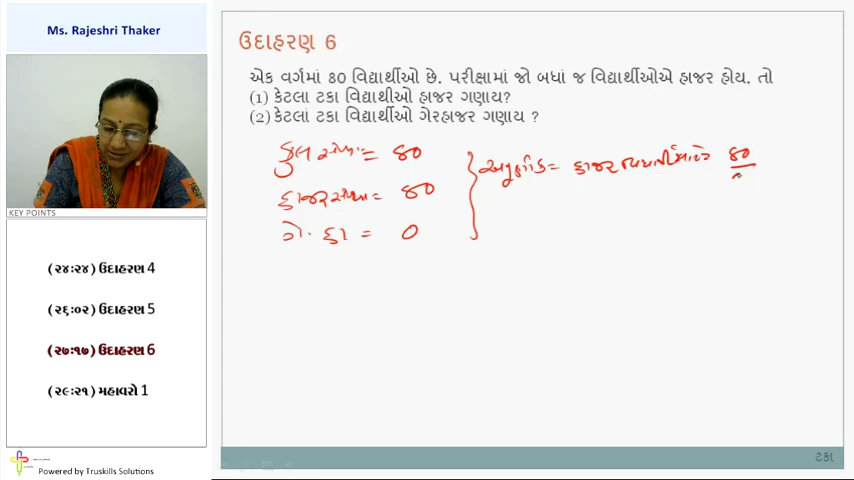 Ms. Rajeshri Thaker
ઉદાહરણ 6
એક વર્ગમાં ૪0 વિદ્યાર્થીઓ છે. પરીક્ષામાં જો બધાં જ વિદ્યાર્થીઓએ હાજર હોય, તો
(1) કેટલા ટકા વિદ્યાથીઓ હાજર ગણાય?
(2) કેટલાં ટકા વિદ્યાર્થીઓ ગેરહાજર ગણાય ?
કુલ સંખ્યા = ૪૦
હાજર સંખ્યા = ૪૦
ગે. હા = 0
= હાજર ૪૦
KEY POINTS
(૨૪:૨૪) ઉદાહરણ 4
(૨૬:૦૨) ઉદાહરણ 5
(૨૭:૧૭) ઉદાહરણ 6
(૨૯:૨૧) મહાવરો 1
ટકા
Powered by Truskills Solutions